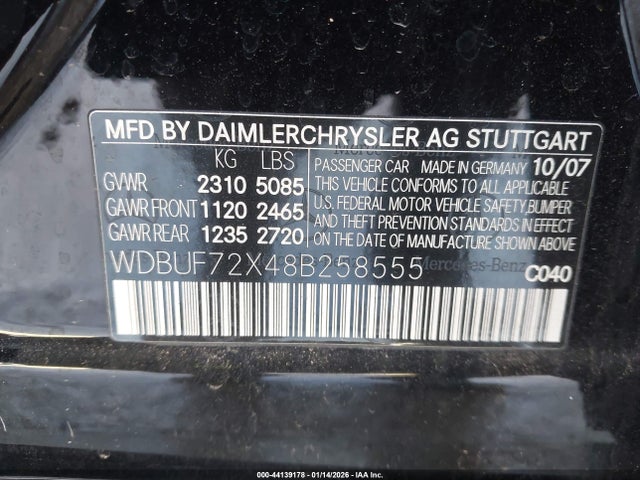 MFD BY DAIMLERCHRYSLER AG STUTTGART
KG LBS
PASSENGER CAR MADE IN GERMANY 10/07
GVWR 2310 5085
THIS VEHICLE CONFORMS TO ALL APPLICABLE
GAWR FRONT 1120 2465
U.S. FEDERAL MOTOR VEHICLE SAFETY, BUMPER
AND THEFT PREVENTION STANDARDS IN EFFECT
GAWR REAR 1235 2720
ON THE DATE OF MANUFACTURE SHOWN ABOVE
WDBUF72X48B258555
Mercedes-Benz
C040
000-44139178 - 01/14/2026 - IAA Inc.